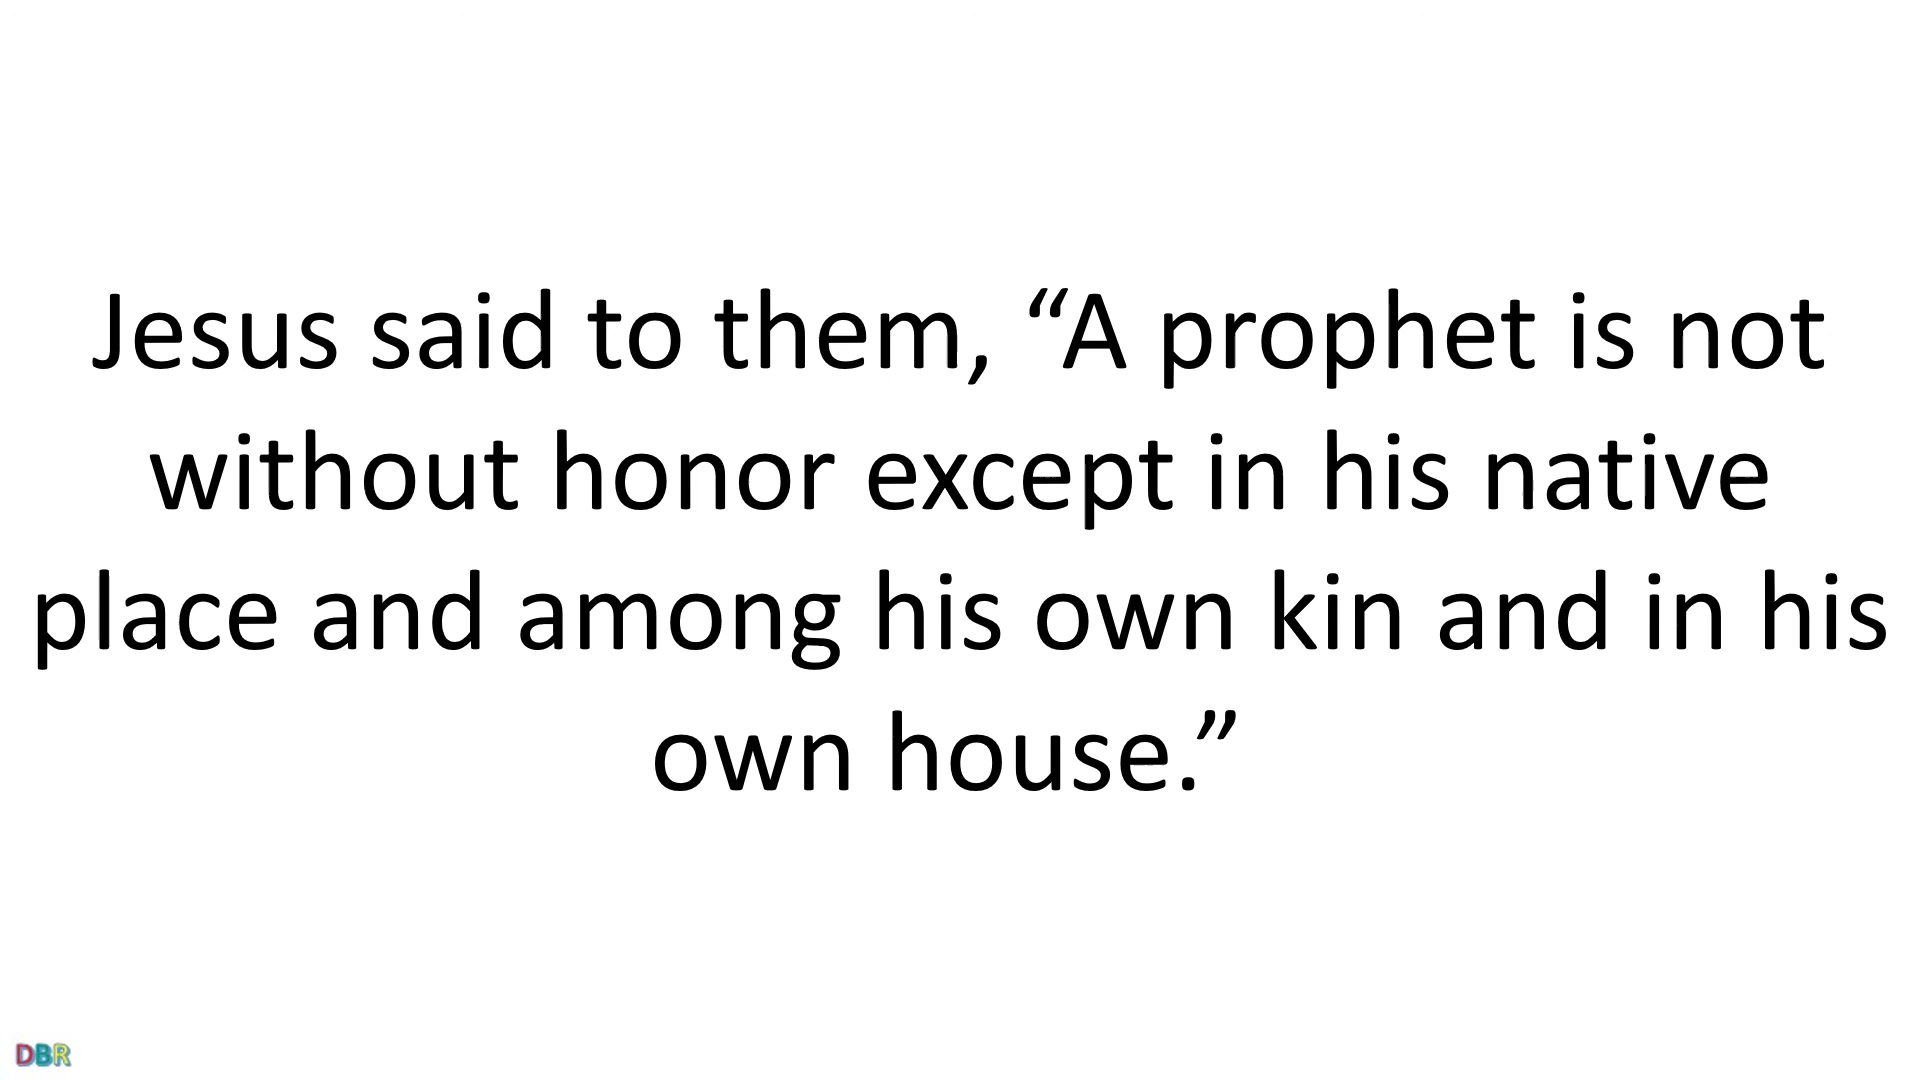 Jesus said to them, “A prophet is not
without honor except in his native
place and among his own kin and in his
own house.”
DBR